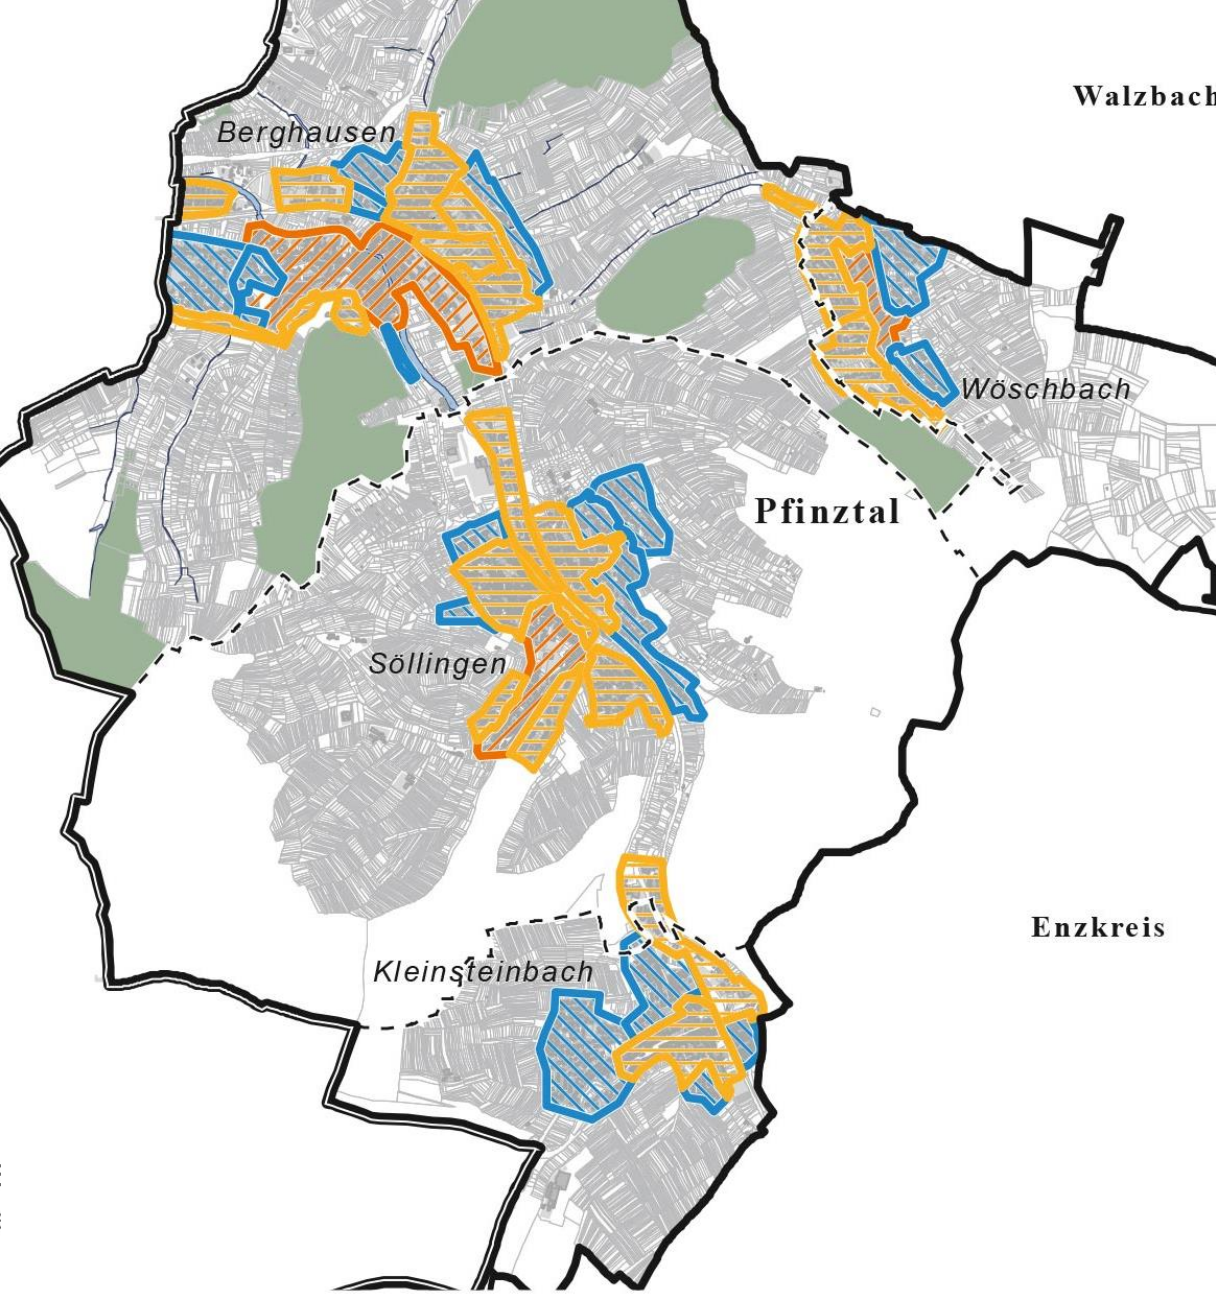 Walzbach
Berghausen
Wöschbach
Pfinztal
Söllingen
Enzkreis
Kleinsteinbach